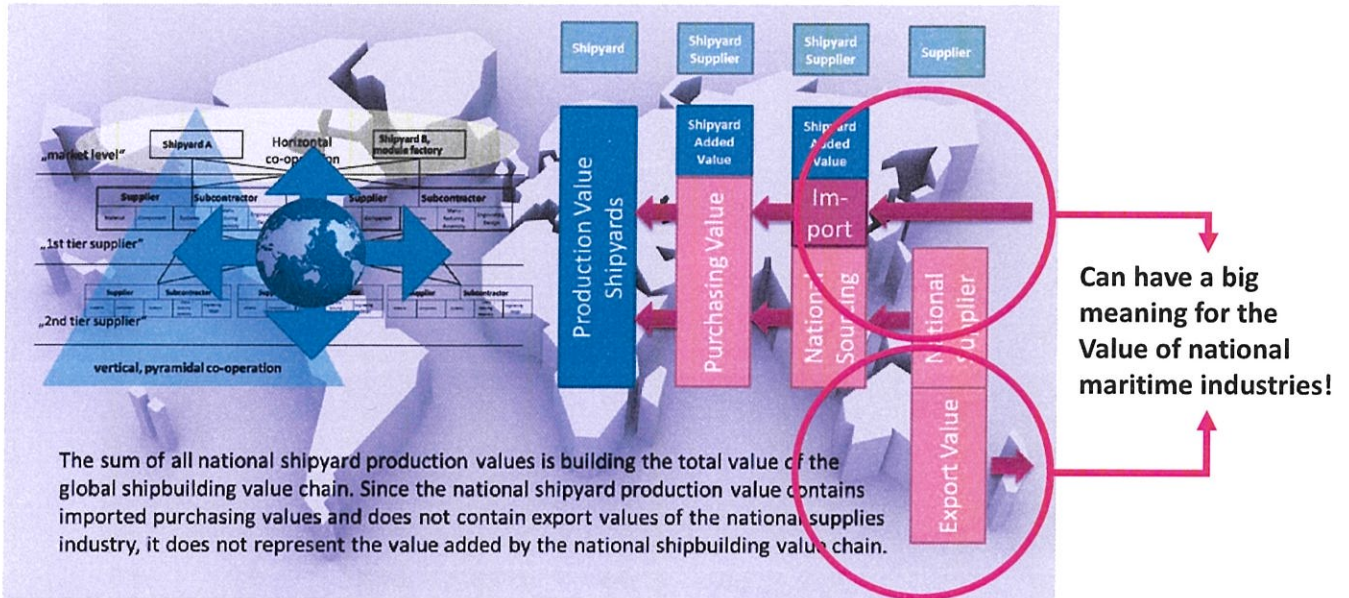 Shipyard
Shipyard
Supplier
Shipyard
Supplier
Supplier
„market level"
Shipyard A
Horizontal
co-operation
Shipyard B,
module factory
Supplier
Subcontractor
Supplier
Subcontractor
„1st tier supplier"
Supplier
Subcontractor
Supplier
Subcontractor
„2nd tier supplier"
vertical, pyramidal co-operation
Production Value
Shipyards
Shipyard
Added
Value
Purchasing Value
Shipyard
Added
Value
Im-
port
National
Sourcing
National
Supplier
Export Value
Can have a big
meaning for the
Value of national
maritime industries!
The sum of all national shipyard production values is building the total value of the
global shipbuilding value chain. Since the national shipyard production value contains
imported purchasing values and does not contain export values of the national supplies
industry, it does not represent the value added by the national shipbuilding value chain.